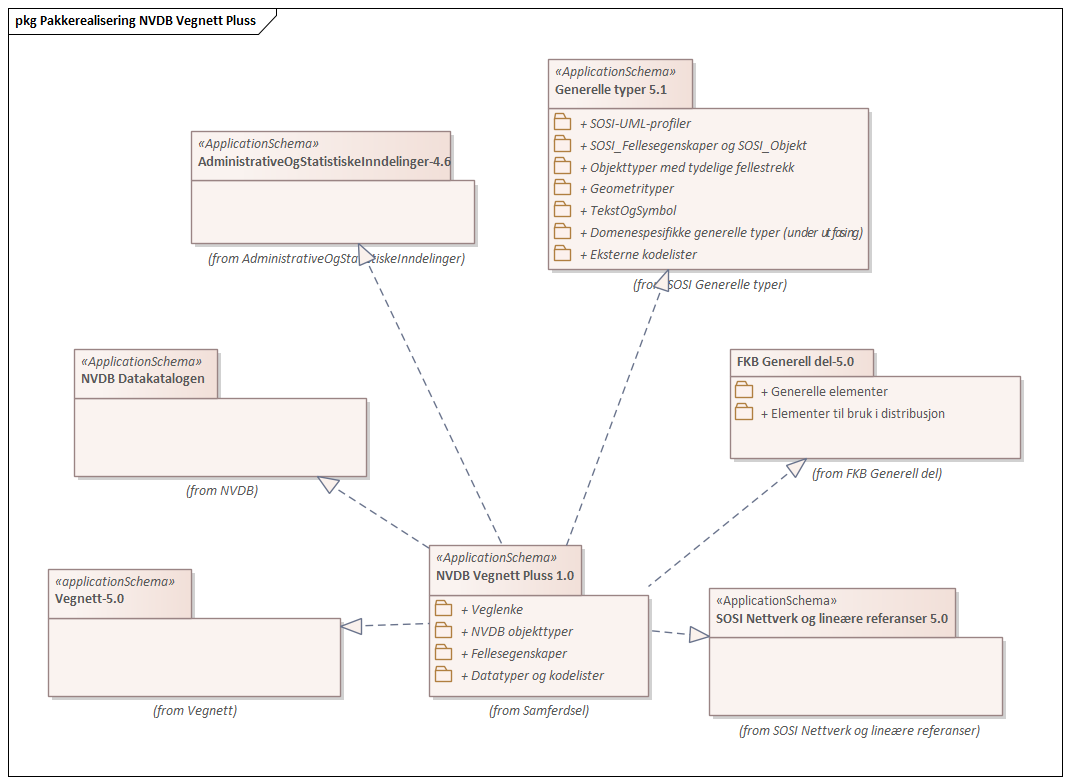 pkg Pakkerealisering NVDB Vegnett Pluss
«ApplicationSchema»
Generelle typer 5.1
+ SOSI-UML-profiler
+ SOSI_Fellesegenskaper og SOSI_Objekt
+ Objekttyper med tydelige fellestrekk
+ Geometrityper
+ TekstOgSymbol
+ Domenespesifikke generelle typer (under utfasing)
+ Eksterne kodelister
(from SOSI Generelle typer)
«ApplicationSchema»
AdministrativeOgStatistiskeInndelinger-4.6
(from AdministrativeOgStatistiskeInndelinger)
«ApplicationSchema»
NVDB Datakatalogen
(from NVDB)
FKB Generell del-5.0
+ Generelle elementer
+ Elementer til bruk i distribusjon
(from FKB Generell del)
«applicationSchema»
Vegnett-5.0
(from Vegnett)
«ApplicationSchema»
NVDB Vegnett Pluss 1.0
+ Veglenke
+ NVDB objekttyper
+ Fellesegenskaper
+ Datatyper og kodelister
(from Samferdsel)
«ApplicationSchema»
SOSI Nettverk og lineære referanser 5.0
(from SOSI Nettverk og lineære referanser)